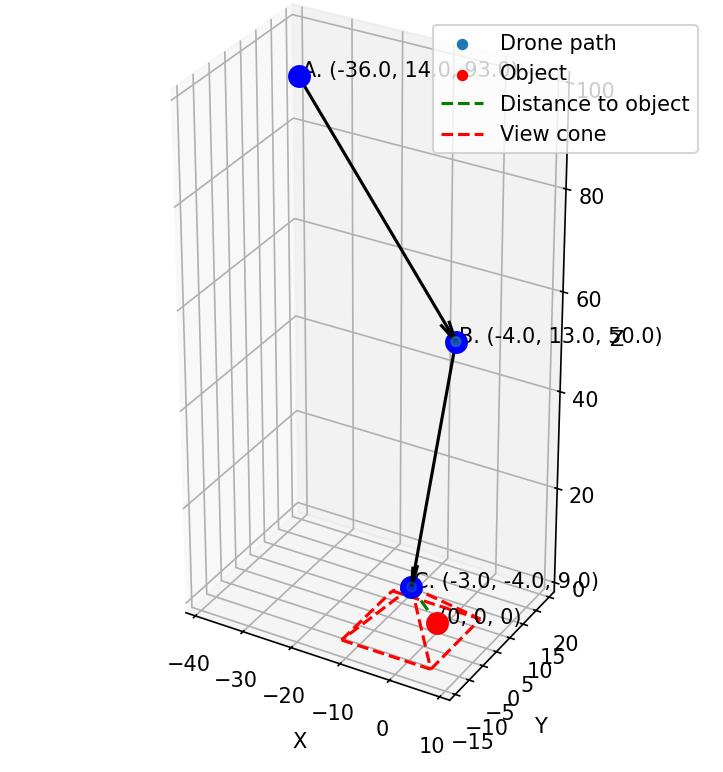 A. (-36.0, 14.0, 93.0)
Drone path
Object
Distance to object
View cone
100
80
60
B. (-4.0, 13.0, 50.0)
Z
40
20
C. (-3.0, -4.0, 9.0)
0
(0, 0, 0)
−40
−30
−20
−10
0
10
X
−15
−10
−5
0
5
10
15
20
Y